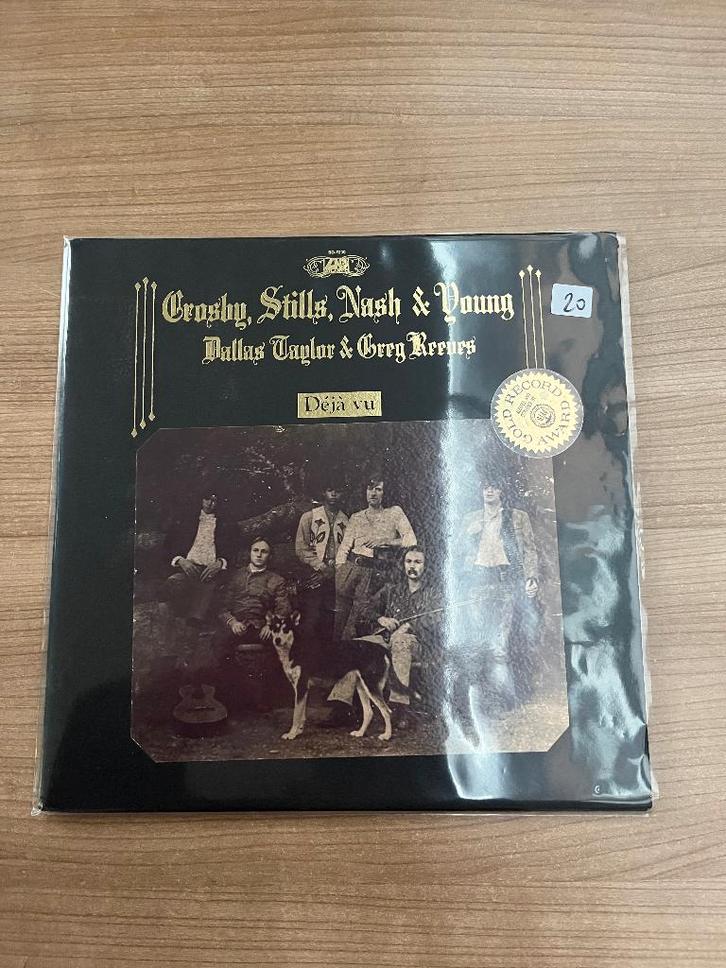 Crosby, Stills, Nash & Young
Dallas Taylor & Greg Reeves
20
Déjà vu
GOLD RECORD AWARD